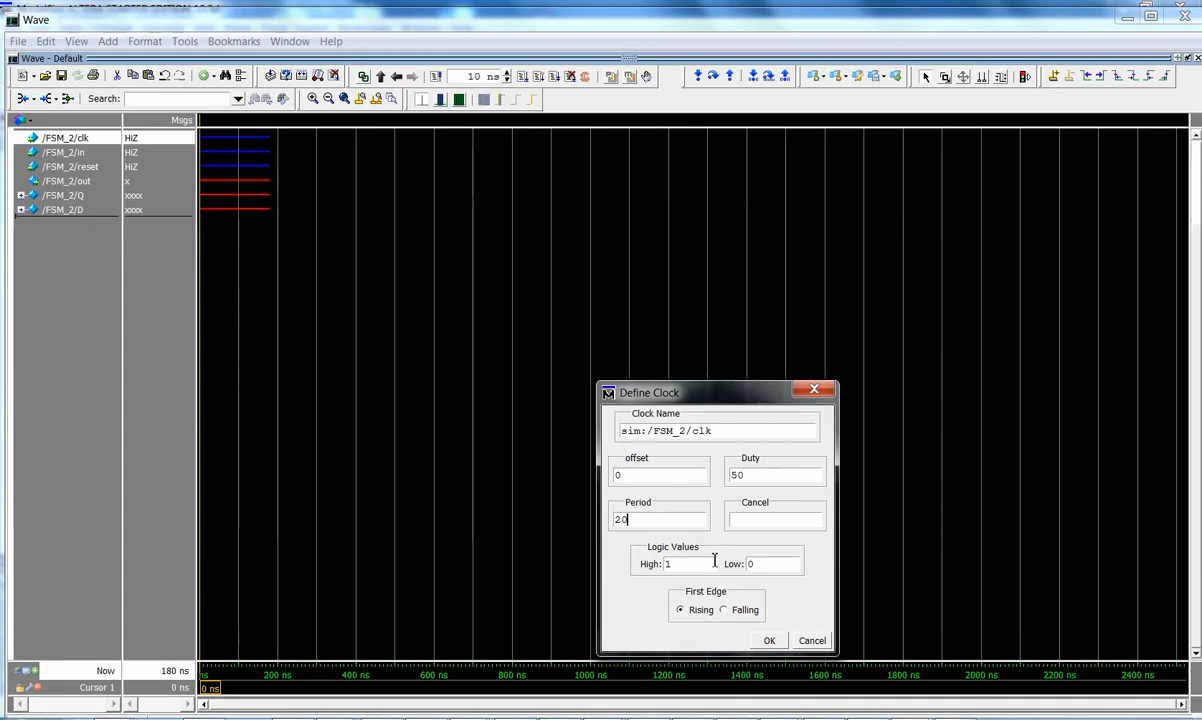 Wave
File Edit View Add Format Tools Bookmarks Window Help
Wave - Default
10 ns
Search:
Msgs
/FSM_2/clk HiZ
/FSM_2/in HiZ
/FSM_2/reset HiZ
/FSM_2/out x
/FSM_2/Q xxxx
/FSM_2/D xxxx
Define Clock
Clock Name
sim:/FSM_2/clk
offset Duty
0 50
Period Cancel
20
Logic Values
High: 1 Low: 0
First Edge
Rising Falling
OK Cancel
Now 180 ns
Cursor 1 0 ns
200 ns 400 ns 600 ns 800 ns 1000 ns 1200 ns 1400 ns 1600 ns 1800 ns 2000 ns 2200 ns 2400 ns
0 ns